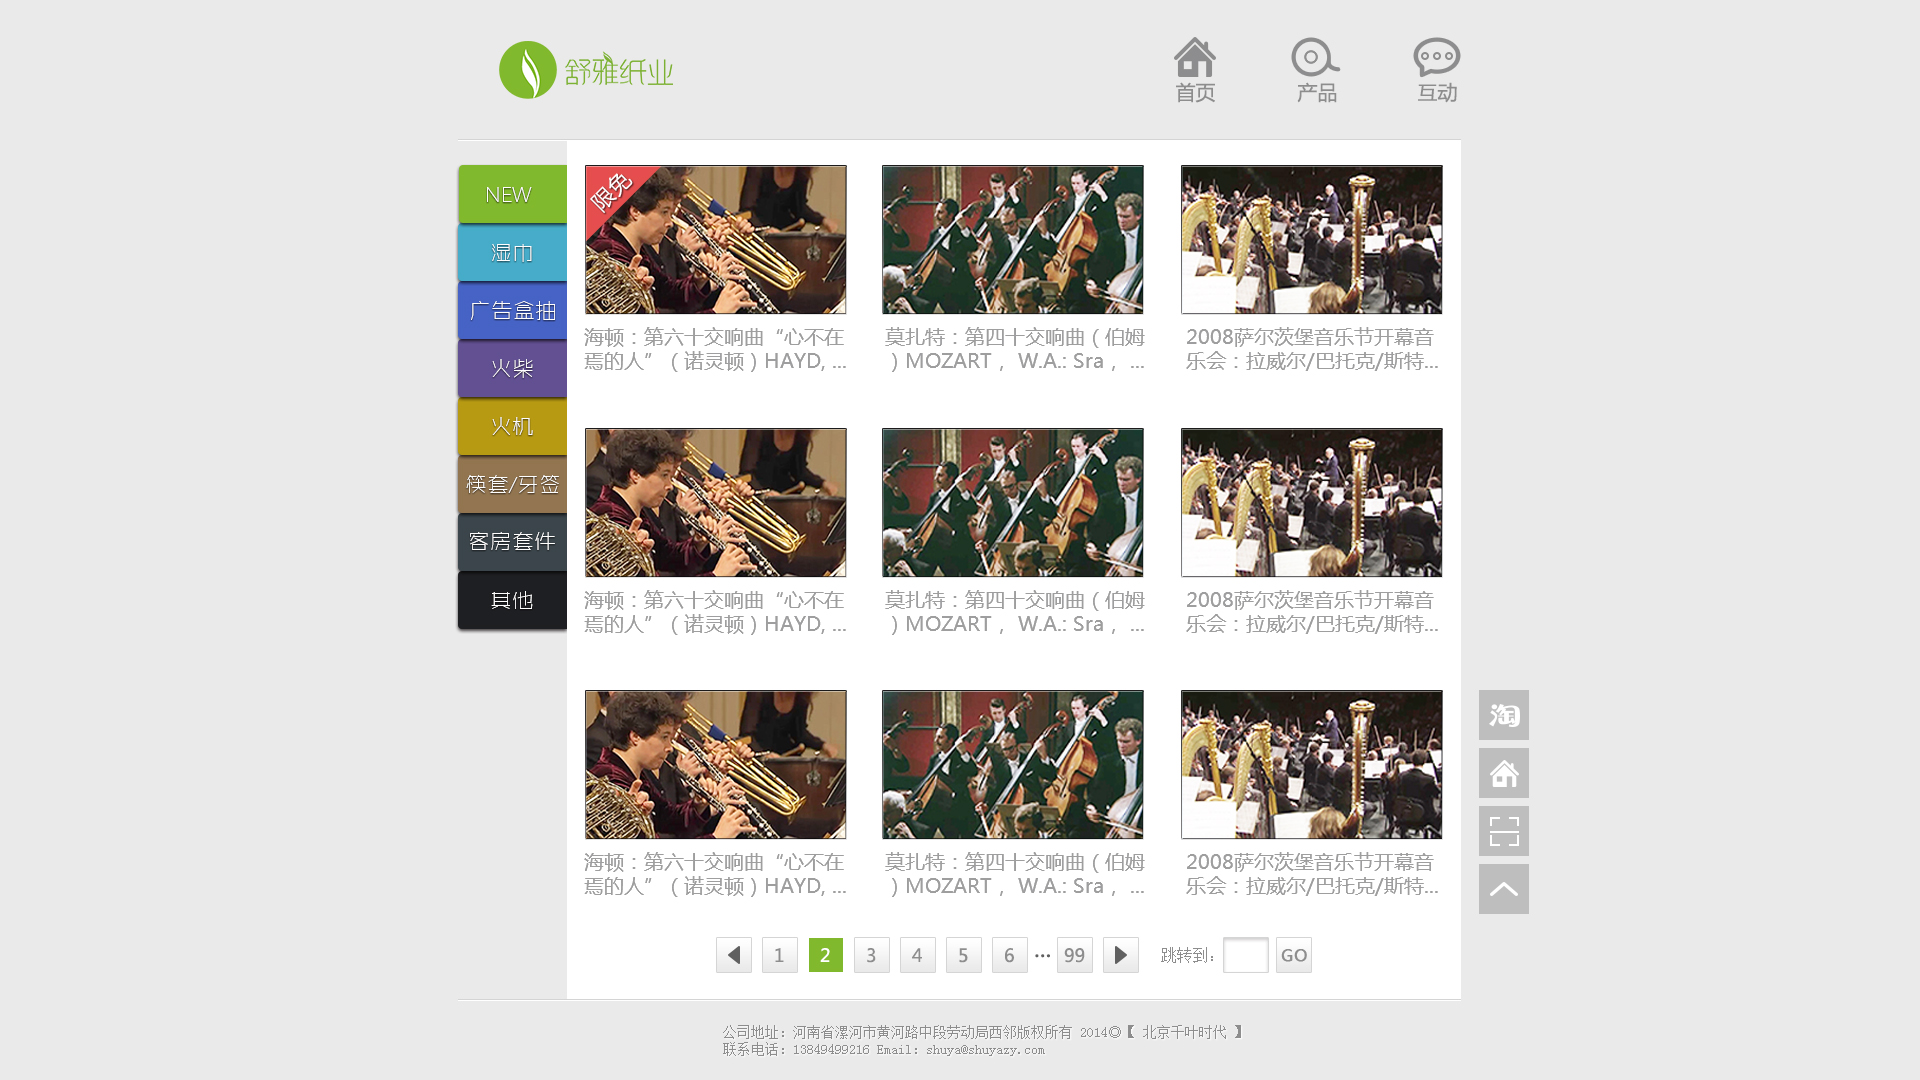 舒雅纸业
首页
产品
互动
NEW
湿巾
广告盒抽
火柴
火机
筷套/牙签
客房套件
其他
限免
海顿：第六十交响曲“心不在
焉的人”（诺灵顿）HAYD, ...
莫扎特：第四十交响曲（伯姆
）MOZART， W.A.: Sra， ...
2008萨尔茨堡音乐节开幕音
乐会：拉威尔/巴托克/斯特...
海顿：第六十交响曲“心不在
焉的人”（诺灵顿）HAYD, ...
莫扎特：第四十交响曲（伯姆
）MOZART， W.A.: Sra， ...
2008萨尔茨堡音乐节开幕音
乐会：拉威尔/巴托克/斯特...
海顿：第六十交响曲“心不在
焉的人”（诺灵顿）HAYD, ...
莫扎特：第四十交响曲（伯姆
）MOZART， W.A.: Sra， ...
2008萨尔茨堡音乐节开幕音
乐会：拉威尔/巴托克/斯特...
淘
1 2 3 4 5 6 ··· 99 跳转到： GO
公司地址：河南省漯河市黄河路中段劳动局西邻版权所有 2014◎【 北京千叶时代 】
联系电话：13849499216 Email: shuya@shuyazy.com